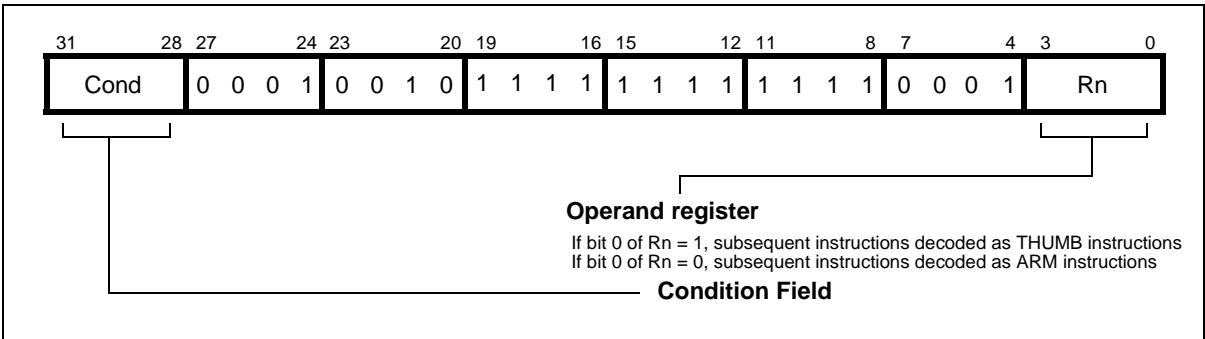 31 28 27 24 23 20 19 16 15 12 11 8 7 4 3 0
Cond 0 0 0 1 0 0 1 0 1 1 1 1 1 1 1 1 1 1 1 1 0 0 0 1 Rn
Operand register
If bit 0 of Rn = 1, subsequent instructions decoded as THUMB instructions
If bit 0 of Rn = 0, subsequent instructions decoded as ARM instructions
Condition Field